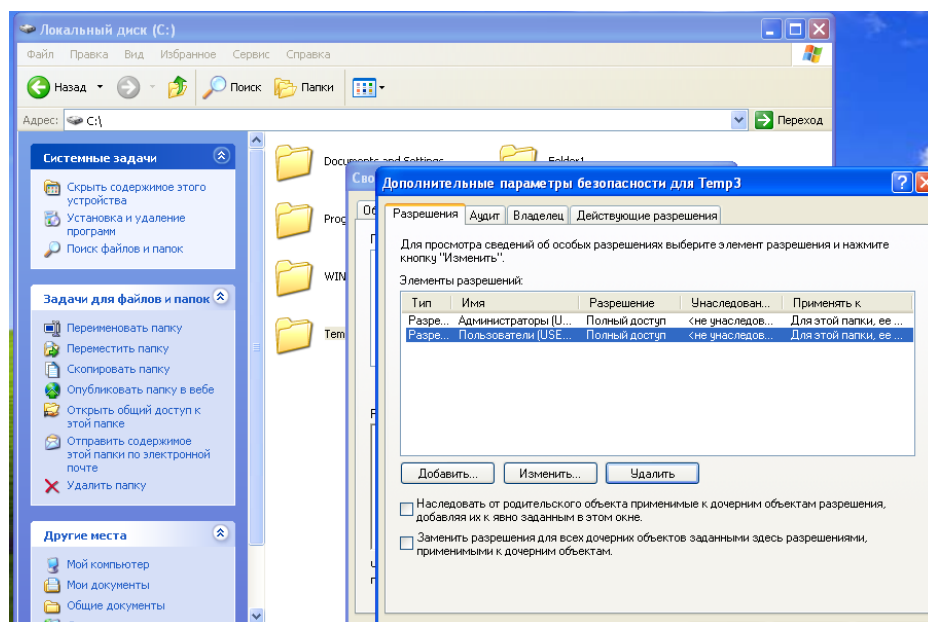 Локальный диск (C:)
Файл Правка Вид Избранное Сервис Справка
Назад Поиск Папки
Адрес: C:\ Переход
Системные задачи
Скрыть содержимое этого
устройства
Установка и удаление
программ
Поиск файлов и папок
Задачи для файлов и папок
Переименовать папку
Переместить папку
Скопировать папку
Опубликовать папку в вебе
Открыть общий доступ к
этой папке
Отправить содержимое
этой папки по электронной
почте
Удалить папку
Другие места
Мой компьютер
Мои документы
Общие документы
Documents and Settings
Folder1
Prog
WIN
Tem
Сво
Дополнительные параметры безопасности для Temp3
Разрешения Аудит Владелец Действующие разрешения
Для просмотра сведений об особых разрешениях выберите элемент разрешения и нажмите
кнопку "Изменить".
Элементы разрешений:
Тип Имя Разрешение Унаследован... Применять к
Разре... Администраторы (U... Полный доступ <не унаследов... Для этой папки, ее ...
Разре... Пользователи (USE... Полный доступ <не унаследов... Для этой папки, ее ...
Добавить... Изменить... Удалить
Наследовать от родительского объекта применимые к дочерним объектам разрешения,
добавляя их к явно заданным в этом окне.
Заменить разрешения для всех дочерних объектов заданными здесь разрешениями,
применимыми к дочерним объектам.